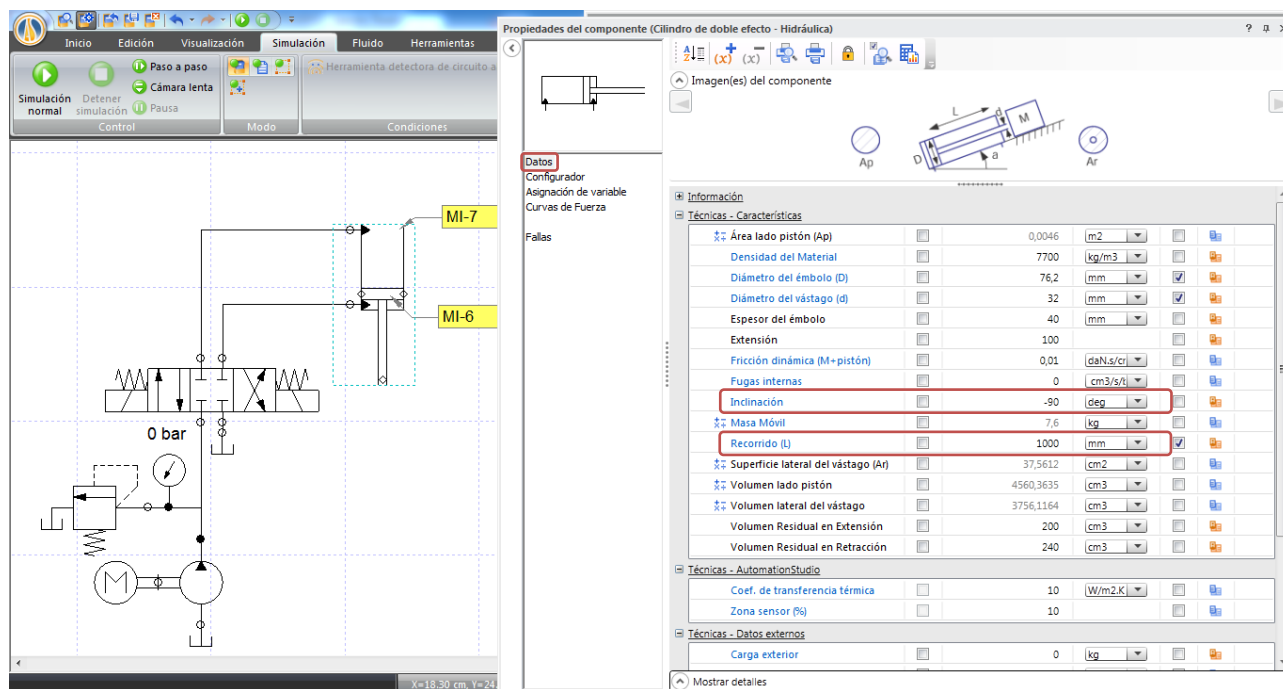 Inicio Edición Visualización Simulación Fluido Herramientas
Simulación normal
Detener simulación
Paso a paso
Cámara lenta
Pausa
Herramienta detectora de circuito a
Control Modo Condiciones
MI-7
MI-6
0 bar
M
X=18.30 cm, Y=24.
Propiedades del componente (Cilindro de doble efecto - Hidráulica)
Datos
Configurador
Asignación de variable
Curvas de Fuerza
Fallas
Imagen(es) del componente
Ap D L d M a Ar
Información
Técnicas - Características
Área lado pistón (Ap) 0,0046 m2
Densidad del Material 7700 kg/m3
Diámetro del émbolo (D) 76,2 mm
Diámetro del vástago (d) 32 mm
Espesor del émbolo 40 mm
Extensión 100
Fricción dinámica (M+pistón) 0,01 daN.s/cr
Fugas internas 0 cm3/s/
Inclinación -90 deg
Masa Móvil 7,6 kg
Recorrido (L) 1000 mm
Superficie lateral del vástago (Ar) 37,5612 cm2
Volumen lado pistón 4560,3635 cm3
Volumen lateral del vástago 3756,1164 cm3
Volumen Residual en Extensión 200 cm3
Volumen Residual en Retracción 240 cm3
Técnicas - AutomationStudio
Coef. de transferencia térmica 10 W/m2.K
Zona sensor (%) 10
Técnicas - Datos externos
Carga exterior 0 kg
Mostrar detalles